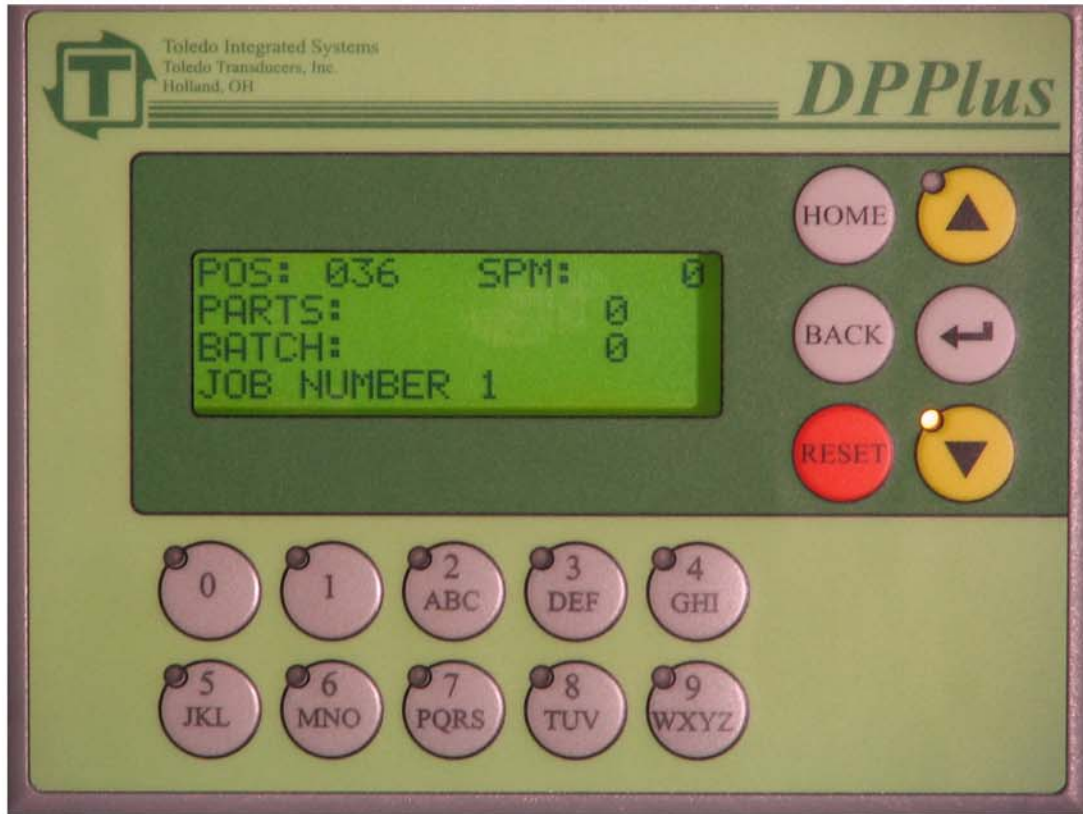 Toledo Integrated Systems
Toledo Transducers, Inc.
Holland, OH
DPPlus
T
POS: 036 SPM: 0
PARTS: 0
BATCH: 0
JOB NUMBER 1
HOME
BACK
RESET
0 1 2 3 4
ABC DEF GHI
5 6 7 8 9
JKL MNO PQRS TUV WXYZ